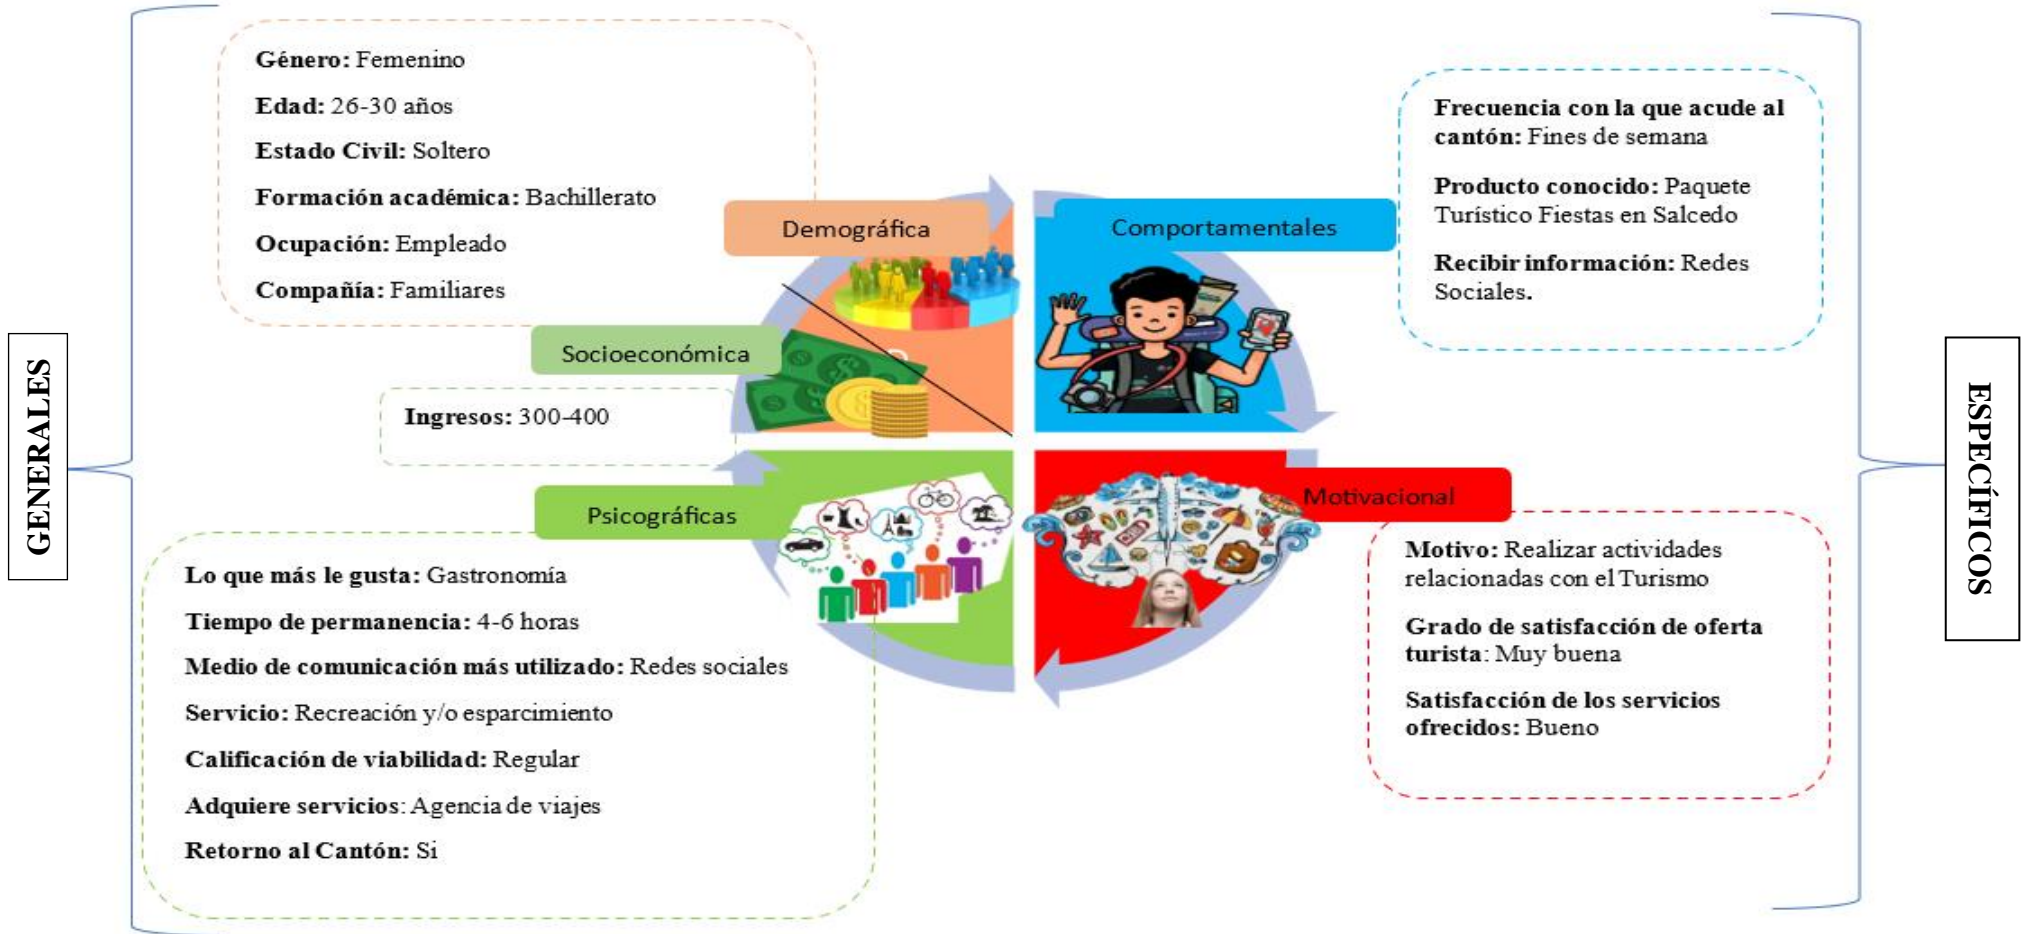 GENERALES
Género: Femenino
Edad: 26-30 años
Estado Civil: Soltero
Formación académica: Bachillerato
Ocupación: Empleado
Compañía: Familiares
Demográfica
Socioeconómica
Ingresos: 300-400
Psicográficas
Lo que más le gusta: Gastronomía
Tiempo de permanencia: 4-6 horas
Medio de comunicación más utilizado: Redes sociales
Servicio: Recreación y/o esparcimiento
Calificación de viabilidad: Regular
Adquiere servicios: Agencia de viajes
Retorno al Cantón: Si
Comportamentales
Frecuencia con la que acude al
cantón: Fines de semana
Producto conocido: Paquete
Turístico Fiestas en Salcedo
Recibir información: Redes
Sociales.
Motivacional
Motivo: Realizar actividades
relacionadas con el Turismo
Grado de satisfacción de oferta
turista: Muy buena
Satisfacción de los servicios
ofrecidos: Bueno
ESPECÍFICOS